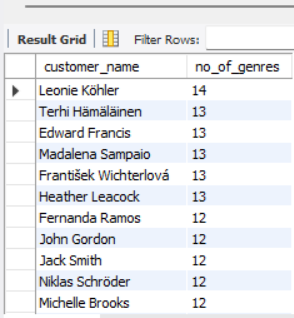 Result Grid Filter Rows:
customer_name no_of_genres
Leonie Köhler 14
Terhi Hämäläinen 13
Edward Francis 13
Madalena Sampaio 13
František Wichterlová 13
Heather Leacock 13
Fernanda Ramos 12
John Gordon 12
Jack Smith 12
Niklas Schröder 12
Michelle Brooks 12